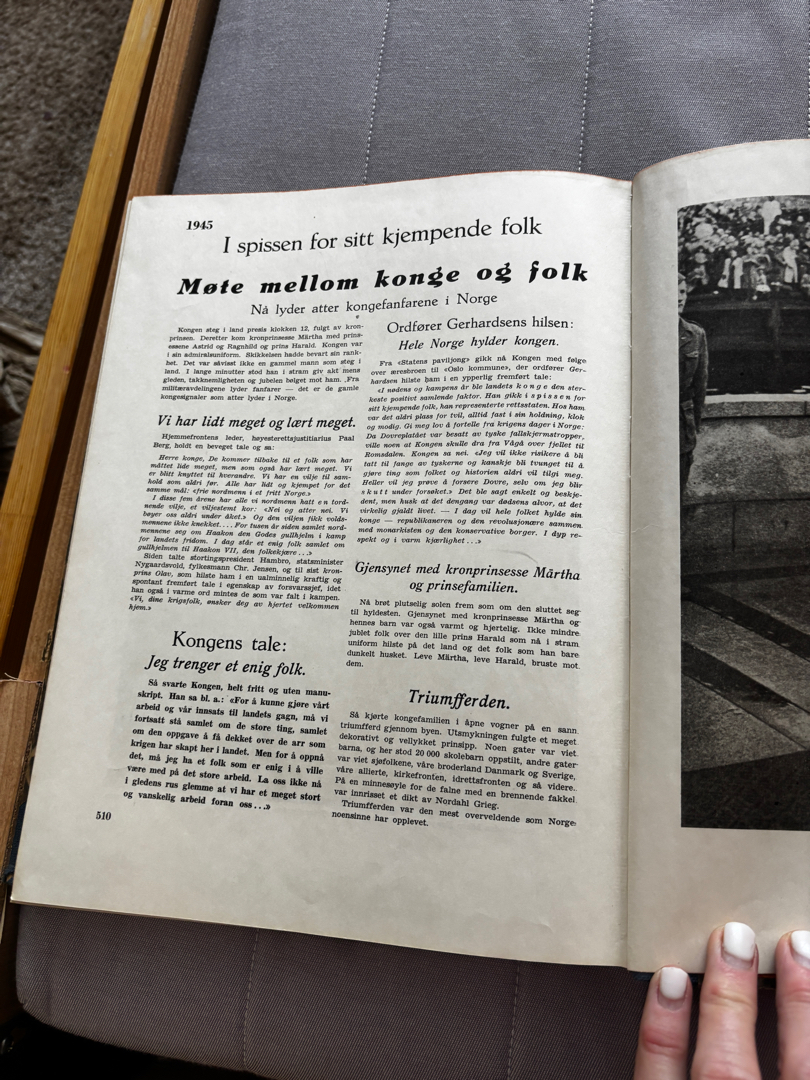 1945
I spissen for sitt kjempende folk
Møte mellom konge og folk
Nå lyder atter kongefanfarene i Norge
Kongen steg i land presis klokken 12, fulgt av kron-
prinsen. Deretter kom kronprinsesse Märtha med prins-
essene Astrid og Ragnhild og prins Harald. Kongen var
i sin admiralsuniform. Skikkelsen hadde bevart sin rank-
het. Det var såvisst ikke en gammel mann som steg i
land. I lange minutter stod han i stram giv akt mens
gleden, takknemligheten og jubelen bølget mot ham. Fra
militæravdelingene lyder fanfarer — det er de gamle
kongesignaler som atter lyder i Norge.
Vi har lidt meget og lært meget.
Hjemmefrontens leder, høyesterettsjustitiarius Paal
Berg, holdt en beveget tale og sa:
Herre konge, De kommer tilbake til et folk som har
måttet lide meget, men som også har lært meget. Vi
er blitt knyttet til hverandre. Vi har en vilje til sam-
hold som aldri før. Alle har lidt og kjempet for det
samme mål: «frie nordmenn i et fritt Norge.»
I disse fem årene har alle vi nordmenn hatt en tord-
nende vilje, et viljestemt kor: «Nei og atter nei. Vi
bøyer oss aldri under åket.» Og den viljen fikk volds-
mennene ikke knekket.... For tusen år siden samlet nord-
mennene seg om Haakon den Godes gullhjelm i kamp
for landets fridom. I dag står et enig folk samlet om
gullhjelmen til Haakon VII, den folkekjære...»
Siden talte stortingspresident Hambro, statsminister
Nygaardsvold, fylkesmann Chr. Jensen, og til sist kron-
prins Olav, som hilste ham i en ualminnelig kraftig og
spontant fremført tale i egenskap av forsvarssjef, idet
han også i varme ord mintes de som var falt i kampen.
«Vi, dine krigsfolk, ønsker deg av hjertet velkommen
hjem.»
Kongens tale:
Jeg trenger et enig folk.
Så svarte Kongen, helt fritt og uten manu-
skript. Han sa bl. a.: «For å kunne gjøre vårt
arbeid og vår innsats til landets gagn, må vi
fortsatt stå samlet om de store ting, samlet
om den oppgave å få dekket over de arr som
krigen har skapt her i landet. Men for å oppnå
det, må jeg ha et folk som er enig i å ville
være med på det store arbeid. La oss ikke nå
i gledens rus glemme at vi har et meget stort
og vanskelig arbeid foran oss...»
510
Ordfører Gerhardsens hilsen:
Hele Norge hylder kongen.
Fra «Statens paviljong» gikk nå Kongen med følge
over æresbroen til «Oslo kommune», der ordfører Ger-
hardsen hilste ham i en ypperlig fremført tale:
«I nødens og kampens år ble landets konge den ster-
keste positivt samlende faktor. Han gikk i spissen for
sitt kjempende folk, han representerte rettsstaten. Hos ham
var det aldri plass for tvil, alltid fast i sin holdning, klok
og modig. Gi meg lov å fortelle fra krigens dager i Norge:
Da Dovreplatået var besatt av tyske fallskjermstropper,
ville noen at Kongen skulle dra fra Vågå over fjellet til
Romsdalen. Kongen sa nei. «Jeg vil ikke risikere å bli
tatt til fange av tyskerne og kanskje bli tvunget til å
gjøre ting som folket og historien aldri vil tilgi meg.
Heller vil jeg prøve å forsere Dovre, selv om jeg blir
skutt under forsøket.» Det ble sagt enkelt og beskje-
dent, men husk at det dengang var dødsens alvor, at det
virkelig gjaldt livet. — I dag vil hele folket hylde sin
konge — republikaneren og den revolusjonære sammen
med monarkisten og den konservative borger. I dyp re-
spekt og i varm kjærlighet...»
Gjensynet med kronprinsesse Märtha
og prinsefamilien.
Nå brøt plutselig solen frem som om den sluttet seg
til hyldesten. Gjensynet med kronprinsesse Märtha og
hennes barn var også varmt og hjertelig. Ikke mindre
jublet folk over den lille prins Harald som nå i stram
uniform hilste på det land og det folk som han bare
dunkelt husket. Leve Märtha, leve Harald, bruste mot
dem.
Triumfferden.
Så kjørte kongefamilien i åpne vogner på en sann
triumfferd gjennom byen. Utsmykningen fulgte et meget
dekorativt og vellykket prinsipp. Noen gater var viet
barna, og her stod 20 000 skolebarn oppstilt, andre gater
var viet sjøfolkene, våre broderland Danmark og Sverige,
våre allierte, kirkefronten, idrettsfronten og så videre.
På en minnesøyle for de falne med en brennende fakkel
var innrisset et dikt av Nordahl Grieg.
Triumfferden var den mest overveldende som Norge
noensinne har opplevet.